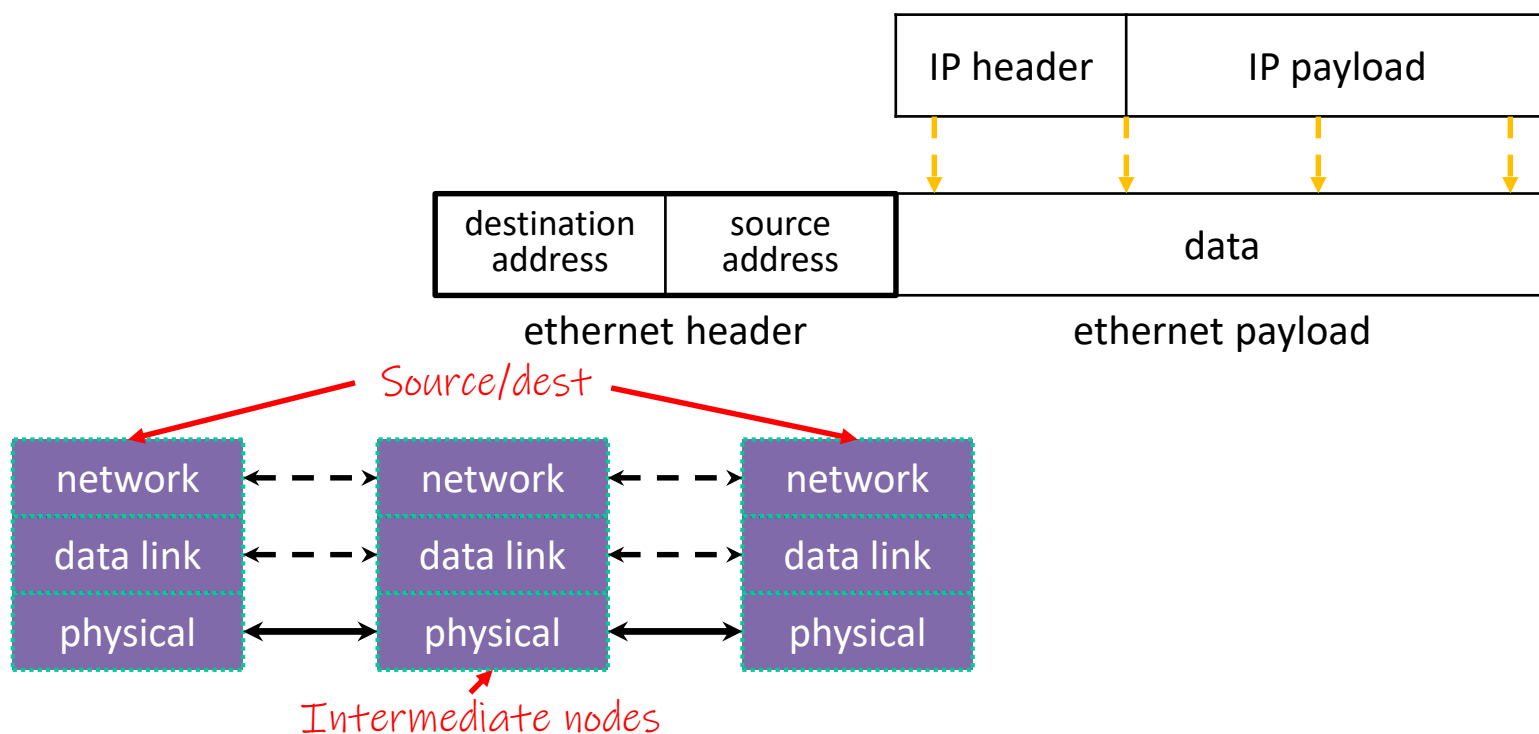 IP header
IP payload
destination
address
source
address
data
ethernet header
ethernet payload
Source/dest
network
network
network
data link
data link
data link
physical
physical
physical
Intermediate nodes